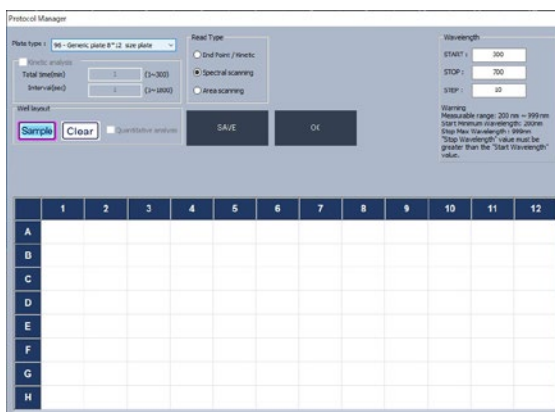 Protocol Manager
Plate type : 96 - Generic plate 8*12 size plate
Kinetic analysis
Total time(min) 1 (1~300)
Interval(sec) (1~1800)
Well layout
Sample Clear Quantitative analysis
Read Type
End Point / Kinetic
Spectral scanning
Area scanning
SAVE OK
Wavelength
START : 300
STOP : 700
STEP : 10
Warning
Measurable range: 200 nm ~ 999 nm
Start Minimum Wavelength: 200nm
Stop Max Wavelength : 999nm
"Stop Wavelength" value must be
greater than the "Start Wavelength"
value.
1 2 3 4 5 6 7 8 9 10 11 12
A
B
C
D
E
F
G
H